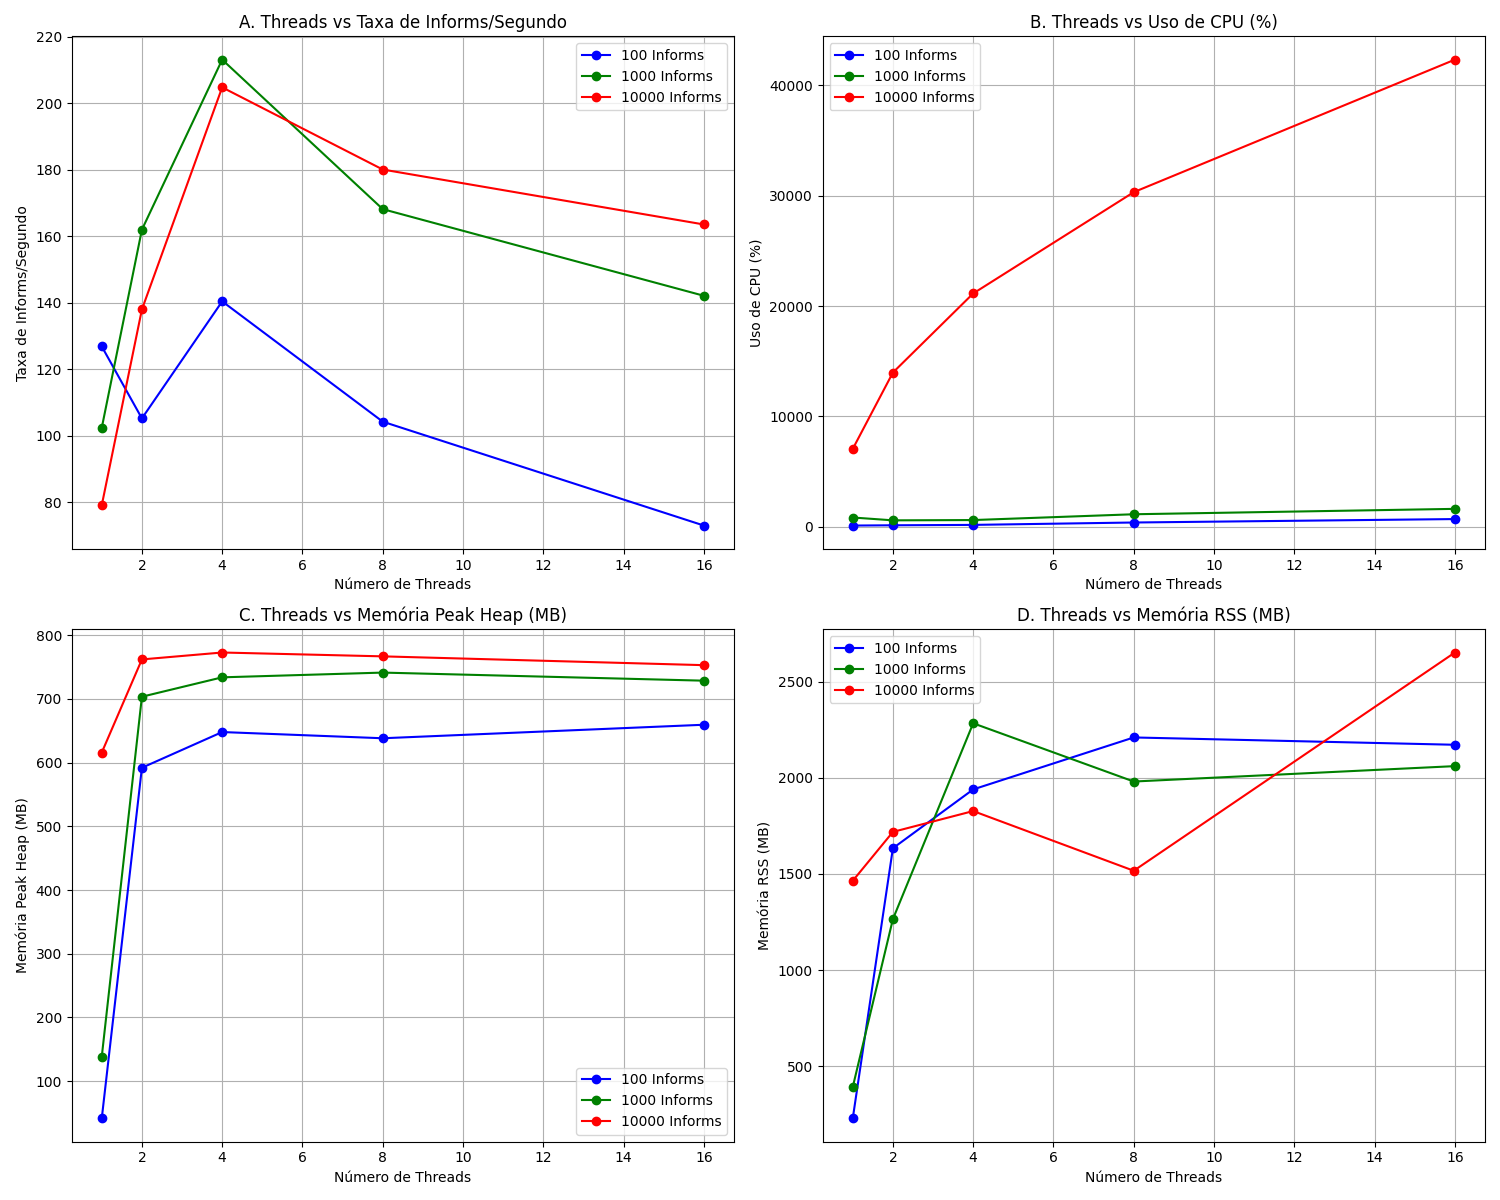 A. Threads vs Taxa de Informs/Segundo
220
200
180
160
140
120
100
80
Taxa de Informs/Segundo
100 Informs
1000 Informs
10000 Informs
2 4 6 8 10 12 14 16
Número de Threads
B. Threads vs Uso de CPU (%)
40000
30000
20000
10000
0
Uso de CPU (%)
100 Informs
1000 Informs
10000 Informs
2 4 6 8 10 12 14 16
Número de Threads
C. Threads vs Memória Peak Heap (MB)
800
700
600
500
400
300
200
100
Memória Peak Heap (MB)
100 Informs
1000 Informs
10000 Informs
2 4 6 8 10 12 14 16
Número de Threads
D. Threads vs Memória RSS (MB)
2500
2000
1500
1000
500
Memória RSS (MB)
100 Informs
1000 Informs
10000 Informs
2 4 6 8 10 12 14 16
Número de Threads